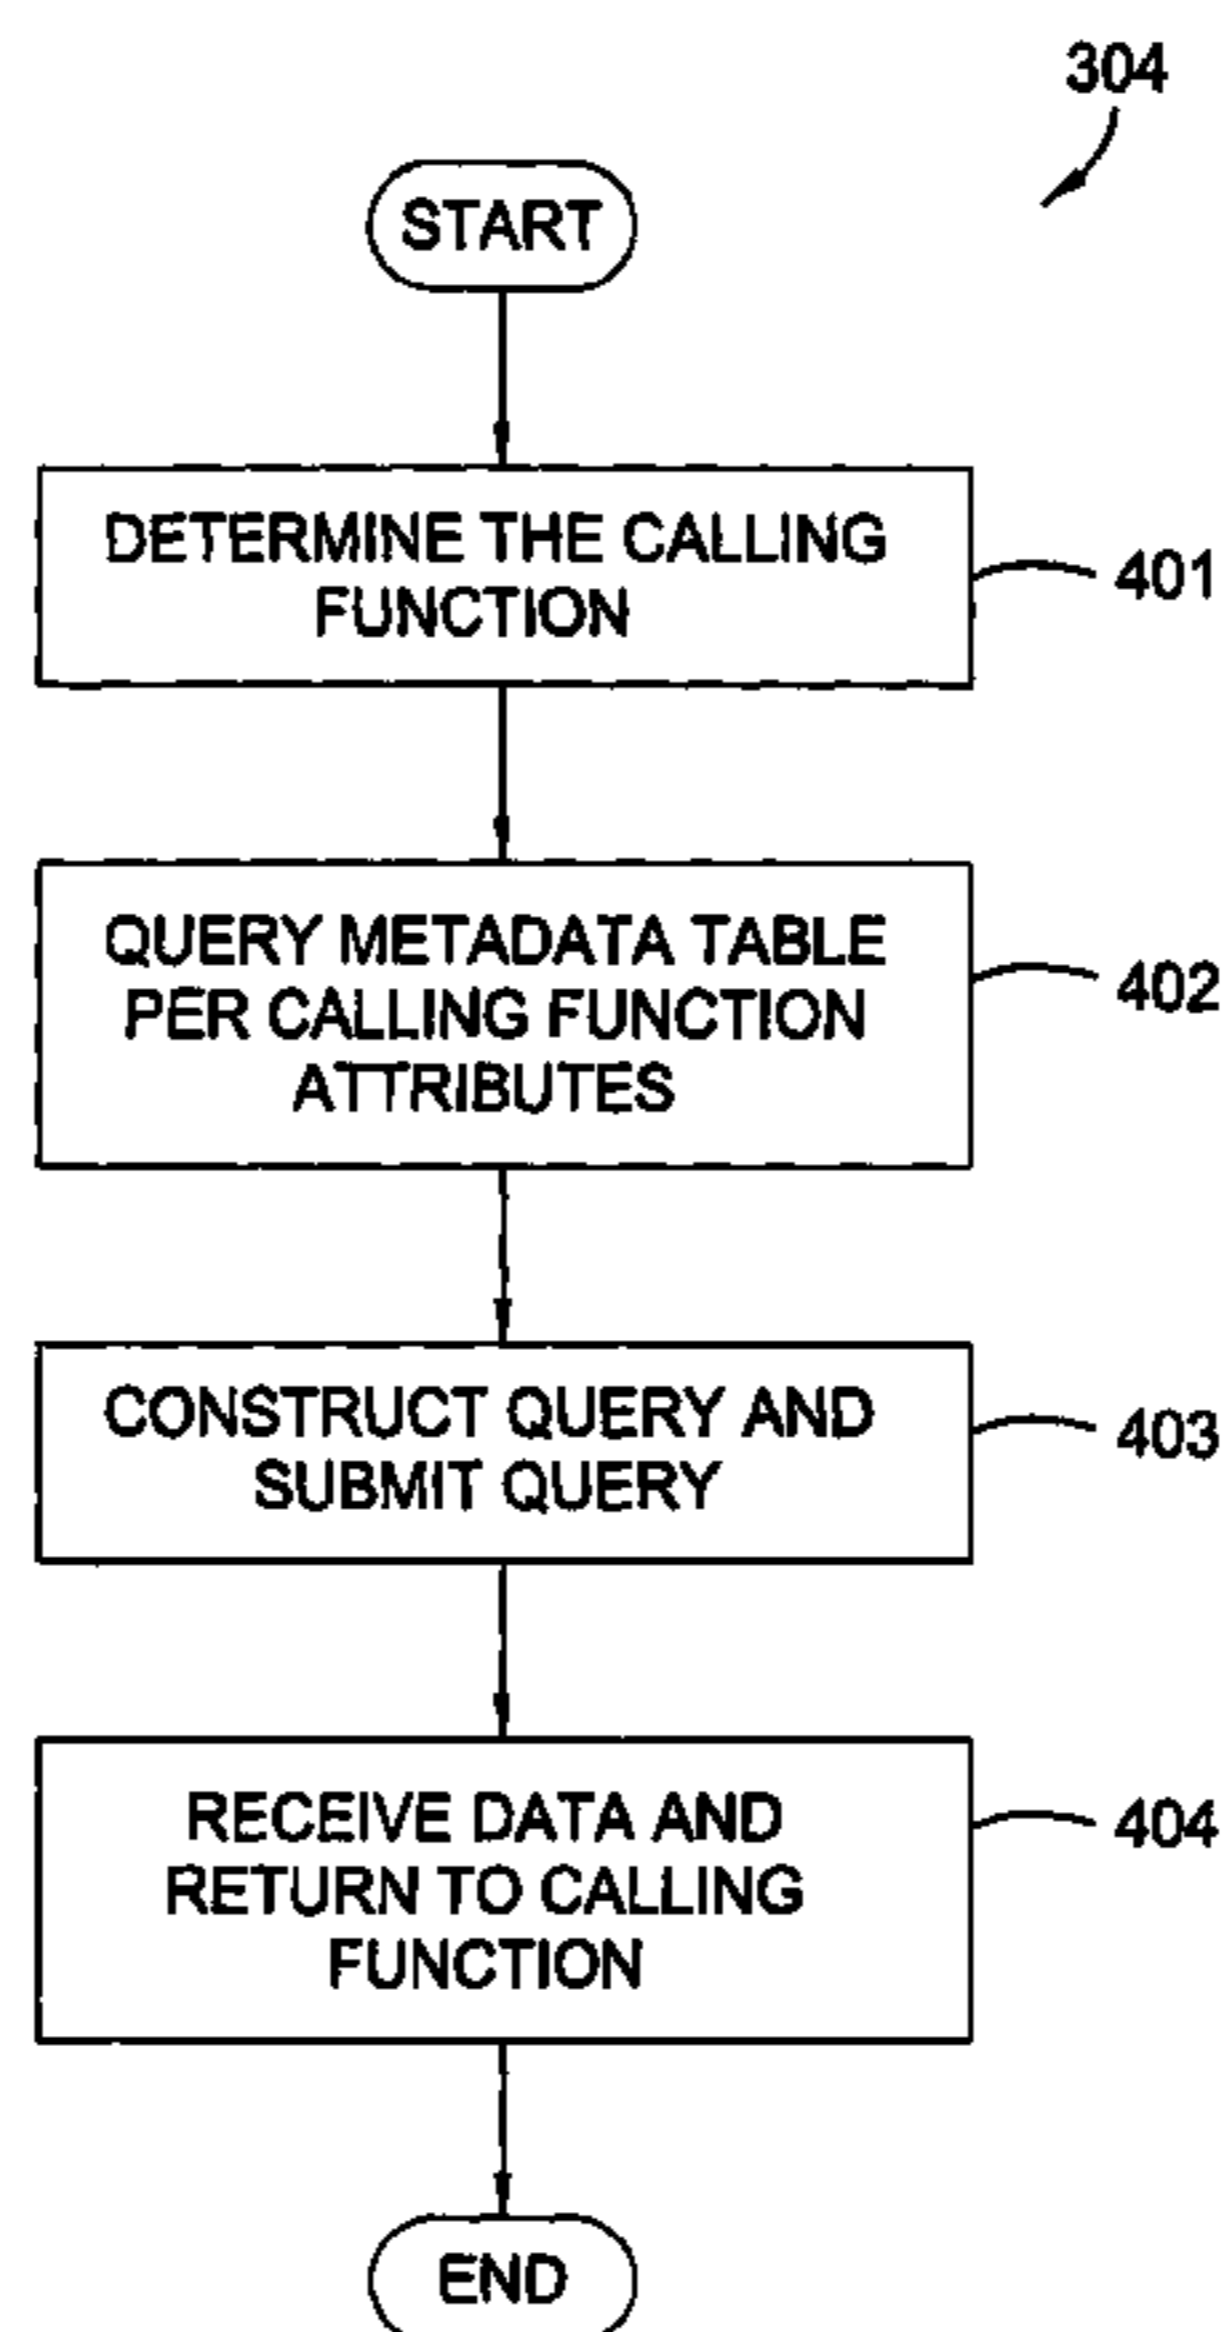 304
START
DETERMINE THE CALLING
FUNCTION
401
QUERY METADATA TABLE
PER CALLING FUNCTION
ATTRIBUTES
402
CONSTRUCT QUERY AND
SUBMIT QUERY
403
RECEIVE DATA AND
RETURN TO CALLING
FUNCTION
404
END